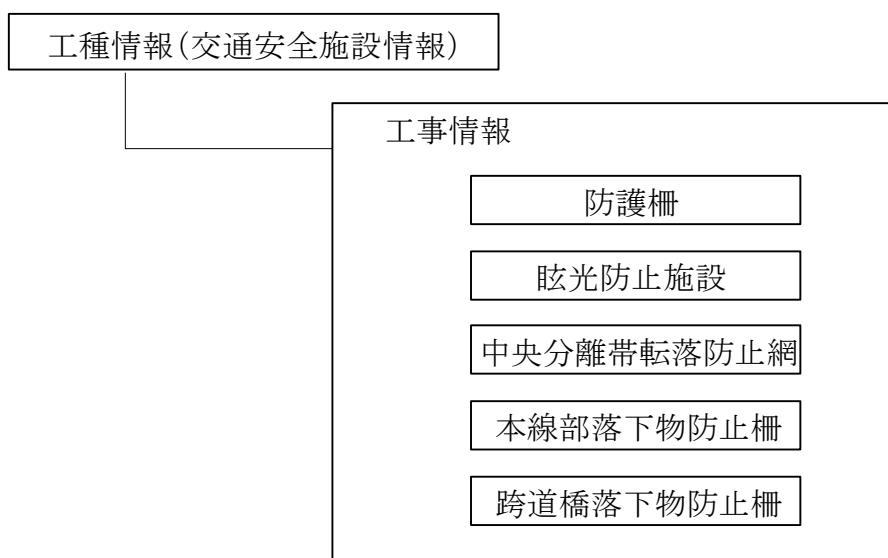 工種情報(交通安全施設情報)
工事情報
防護柵
眩光防止施設
中央分離帯転落防止網
本線部落下物防止柵
跨道橋落下物防止柵